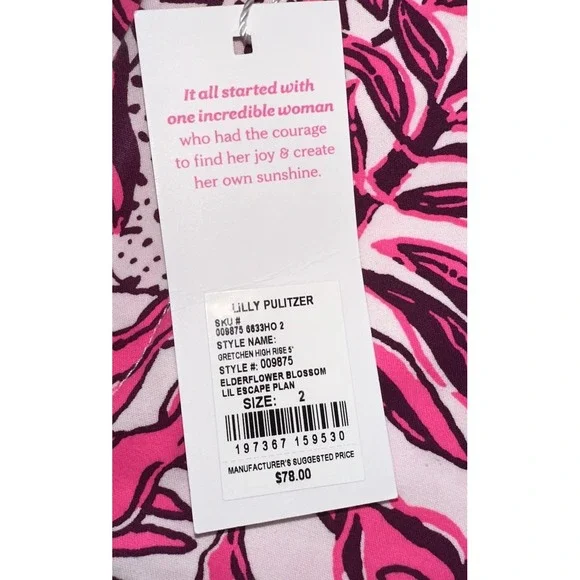 It all started with
one incredible woman
who had the courage
to find her joy & create
her own sunshine.
LILLY PULITZER
SKU #
009875 6633HO 2
STYLE NAME:
GRETCHEN HIGH RISE 5'
STYLE #: 009875
ELDERFLOWER BLOSSOM
LIL ESCAPE PLAN
SIZE: 2
197367 159530
MANUFACTURER'S SUGGESTED PRICE
$78.00